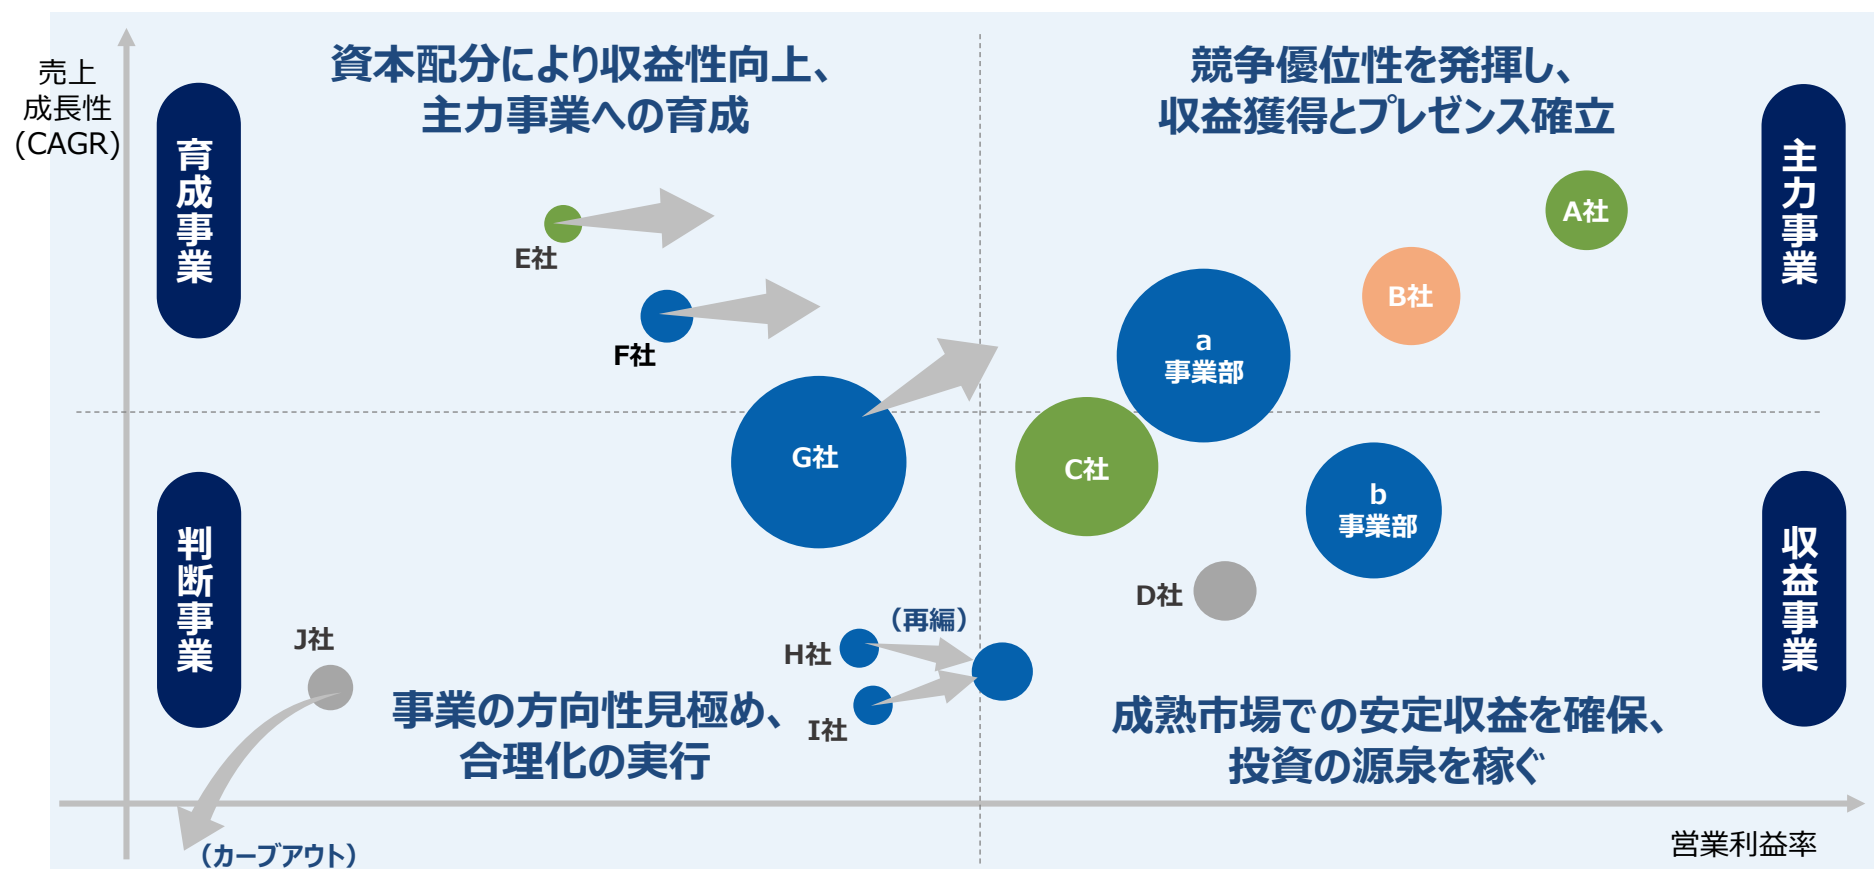 売上
成長性
(CAGR)
資本配分により収益性向上、
主力事業への育成
競争優位性を発揮し、
収益獲得とプレゼンス確立
育成事業
主力事業
A社
E社
B社
F社
a
事業部
G社
C社
b
事業部
判断事業
収益事業
D社
（再編）
J社
H社
I社
事業の方向性見極め、
合理化の実行
成熟市場での安定収益を確保、
投資の源泉を稼ぐ
（カーブアウト）
営業利益率